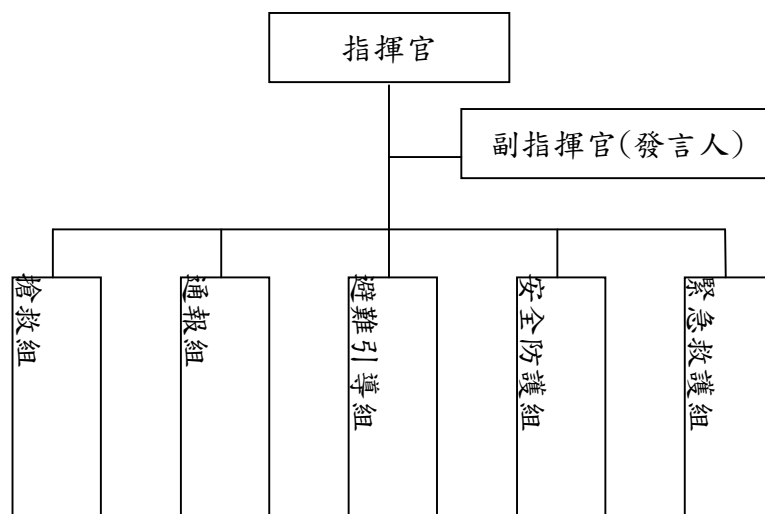 指揮官
副指揮官(發言人)
搶救組
通報組
避難引導組
安全防護組
緊急救護組